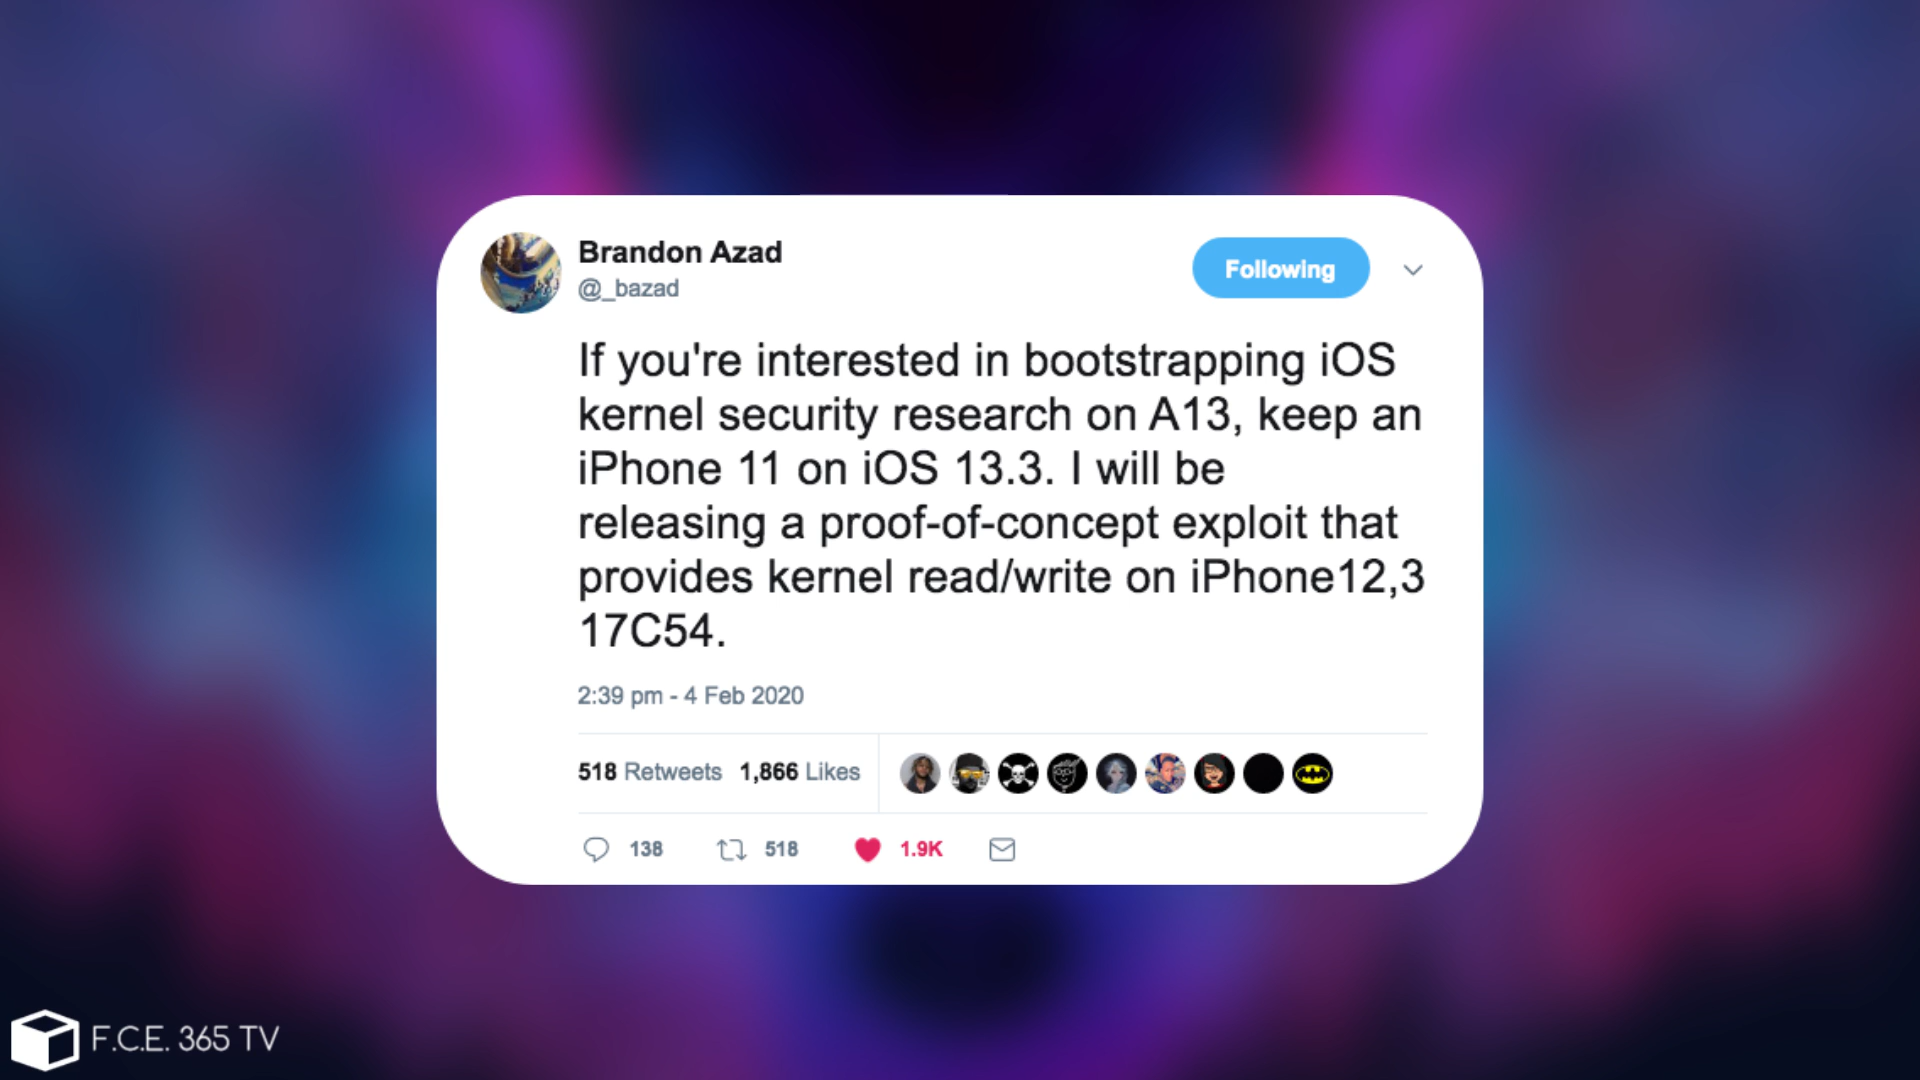 Brandon Azad
@_bazad
Following
If you're interested in bootstrapping iOS
kernel security research on A13, keep an
iPhone 11 on iOS 13.3. I will be
releasing a proof-of-concept exploit that
provides kernel read/write on iPhone12,3
17C54.
2:39 pm - 4 Feb 2020
518 Retweets 1,866 Likes
138 518 1.9K
F.C.E. 365 TV